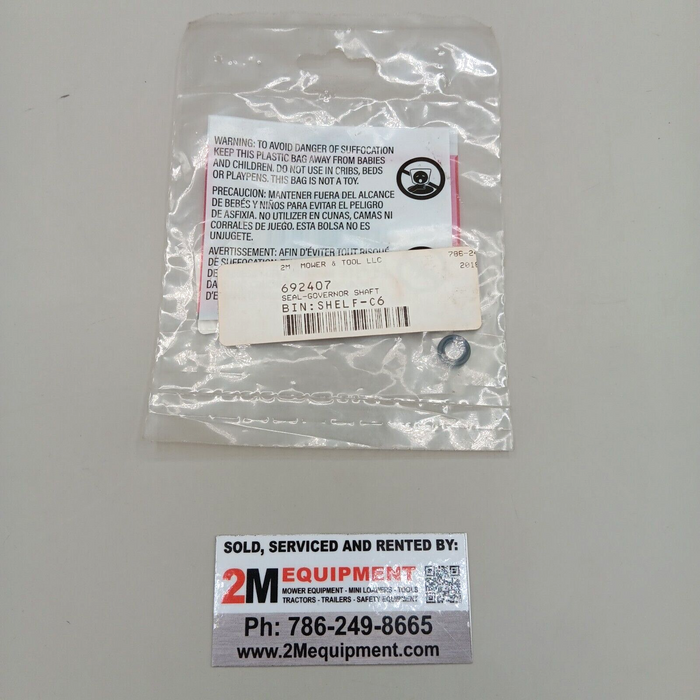 WARNING: TO AVOID DANGER OF SUFFOCATION
KEEP THIS PLASTIC BAG AWAY FROM BABIES
AND CHILDREN. DO NOT USE IN CRIBS, BEDS
OR PLAYPENS. THIS BAG IS NOT A TOY.
PRECAUCION: MANTENER FUERA DEL ALCANCE
DE BEBÉS Y NIÑOS PARA EVITAR EL PELIGRO
DE ASFIXIA. NO UTILIZER EN CUNAS, CAMAS NI
CORRALES DE JUEGO. ESTA BOLSA NO ES
UNJUGETE.
AVERTISSEMENT: AFIN D'ÉVITER TOUT RISQUE
DE SUFFOCATION
2M MOWER & TOOL LLC
786-24
201
692407
SEAL-GOVERNOR SHAFT
BIN:SHELF-C6
SOLD, SERVICED AND RENTED BY:
2M EQUIPMENT
MOWER EQUIPMENT - MINI LOADERS - TOOLS
TRACTORS - TRAILERS - SAFETY EQUIPMENT
Ph: 786-249-8665
www.2Mequipment.com